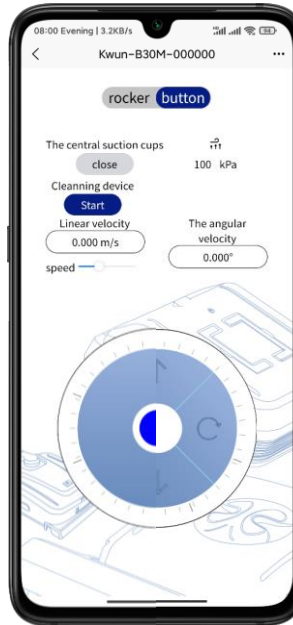 08:00 Evening | 3.2KB/s
Kwun-B30M-000000
rocker button
The central suction cups
close
100 kPa
Cleanning device
Start
Linear velocity
0.000 m/s
The angular
velocity
0.000°
speed